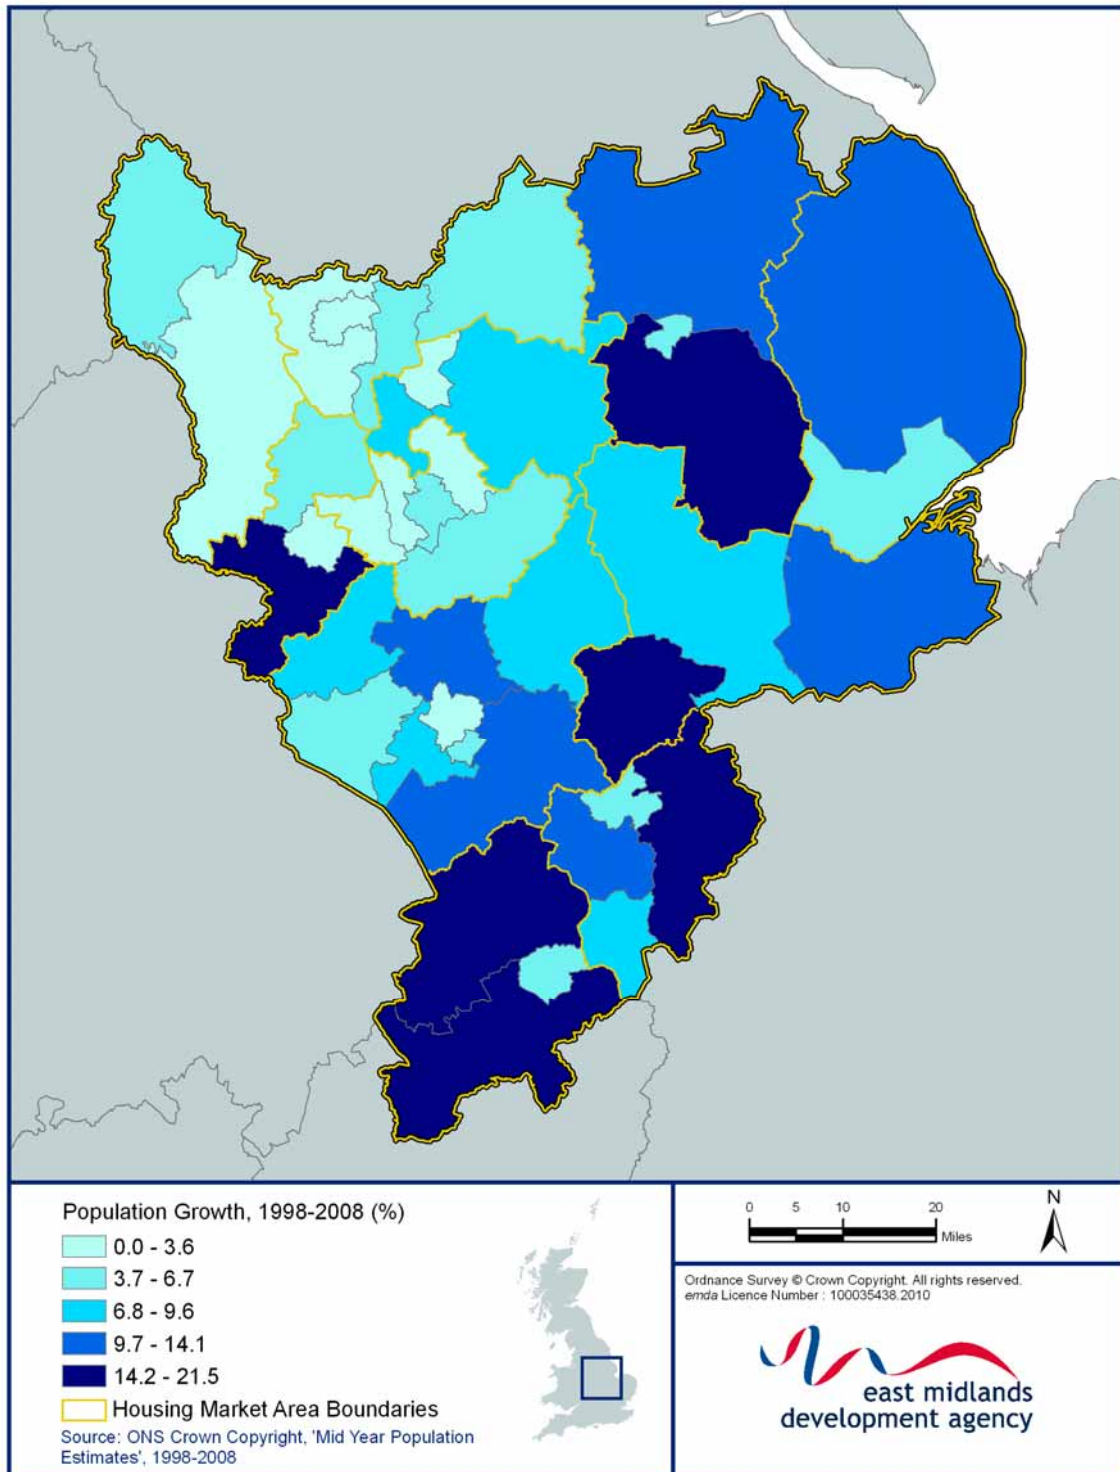 Population Growth, 1998-2008 (%)
0.0 - 3.6
3.7 - 6.7
6.8 - 9.6
9.7 - 14.1
14.2 - 21.5
Housing Market Area Boundaries
Source: ONS Crown Copyright, 'Mid Year Population
Estimates', 1998-2008
0 5 10 20
Miles
N
Ordnance Survey © Crown Copyright. All rights reserved.
emda Licence Number : 100035438.2010
east midlands
development agency